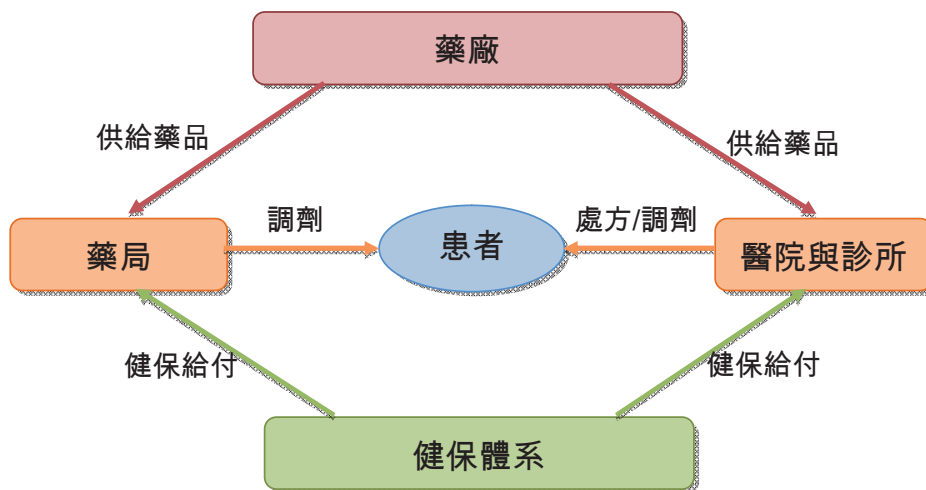 藥廠
供給藥品
供給藥品
調劑
處方/調劑
藥局
患者
醫院與診所
健保給付
健保給付
健保體系